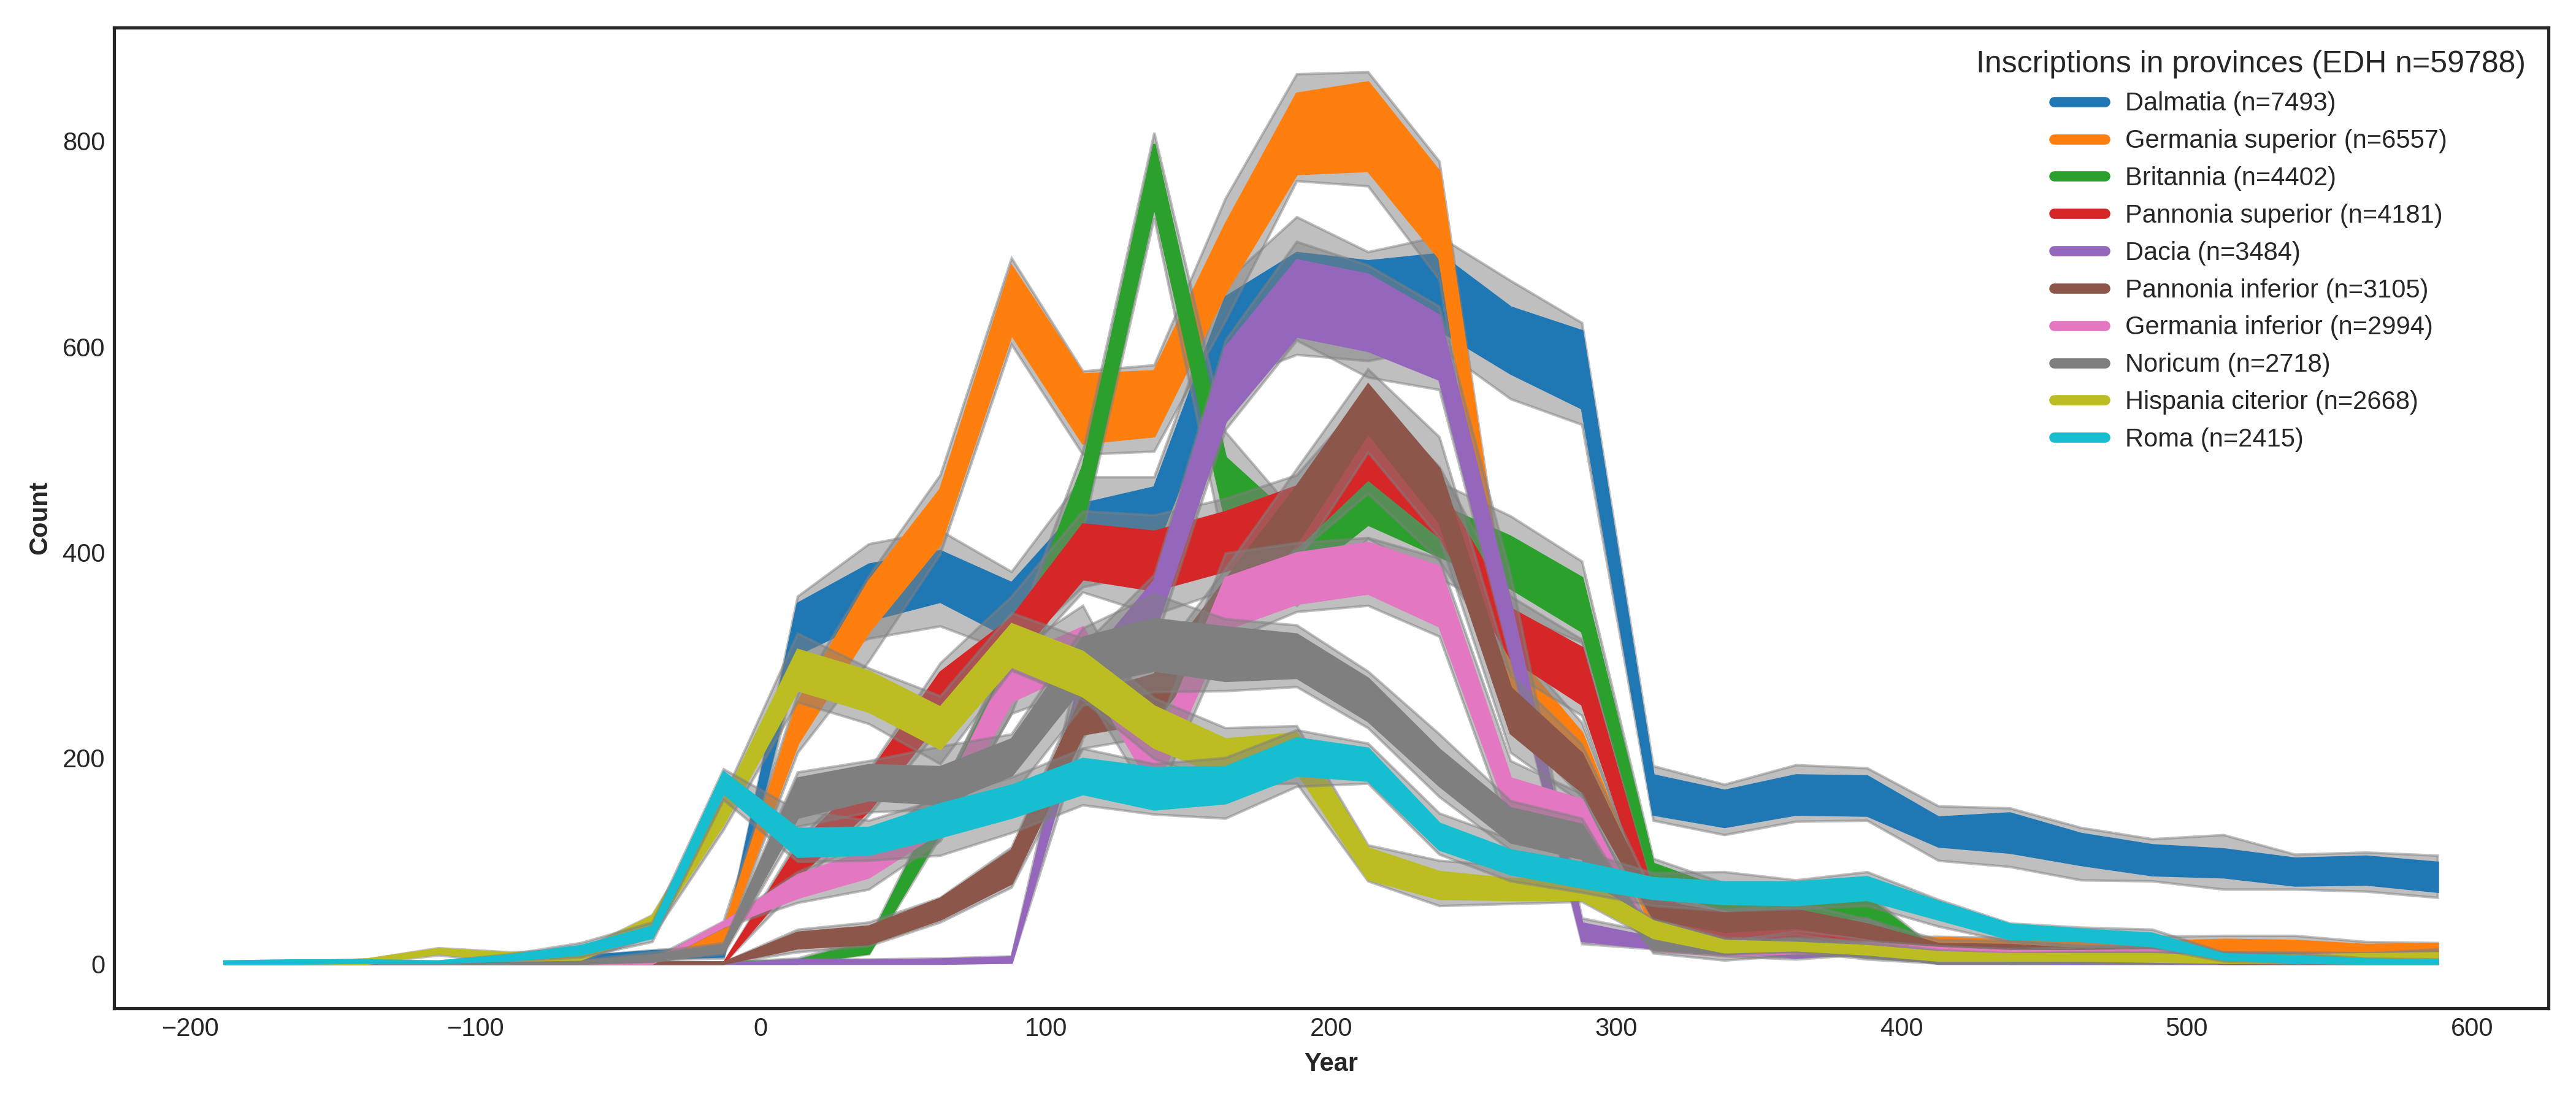 Inscriptions in provinces (EDH n=59788)
Dalmatia (n=7493)
Germania superior (n=6557)
Britannia (n=4402)
Pannonia superior (n=4181)
Dacia (n=3484)
Pannonia inferior (n=3105)
Germania inferior (n=2994)
Noricum (n=2718)
Hispania citerior (n=2668)
Roma (n=2415)
Count
800
600
400
200
0
−200 −100 0 100 200 300 400 500 600
Year